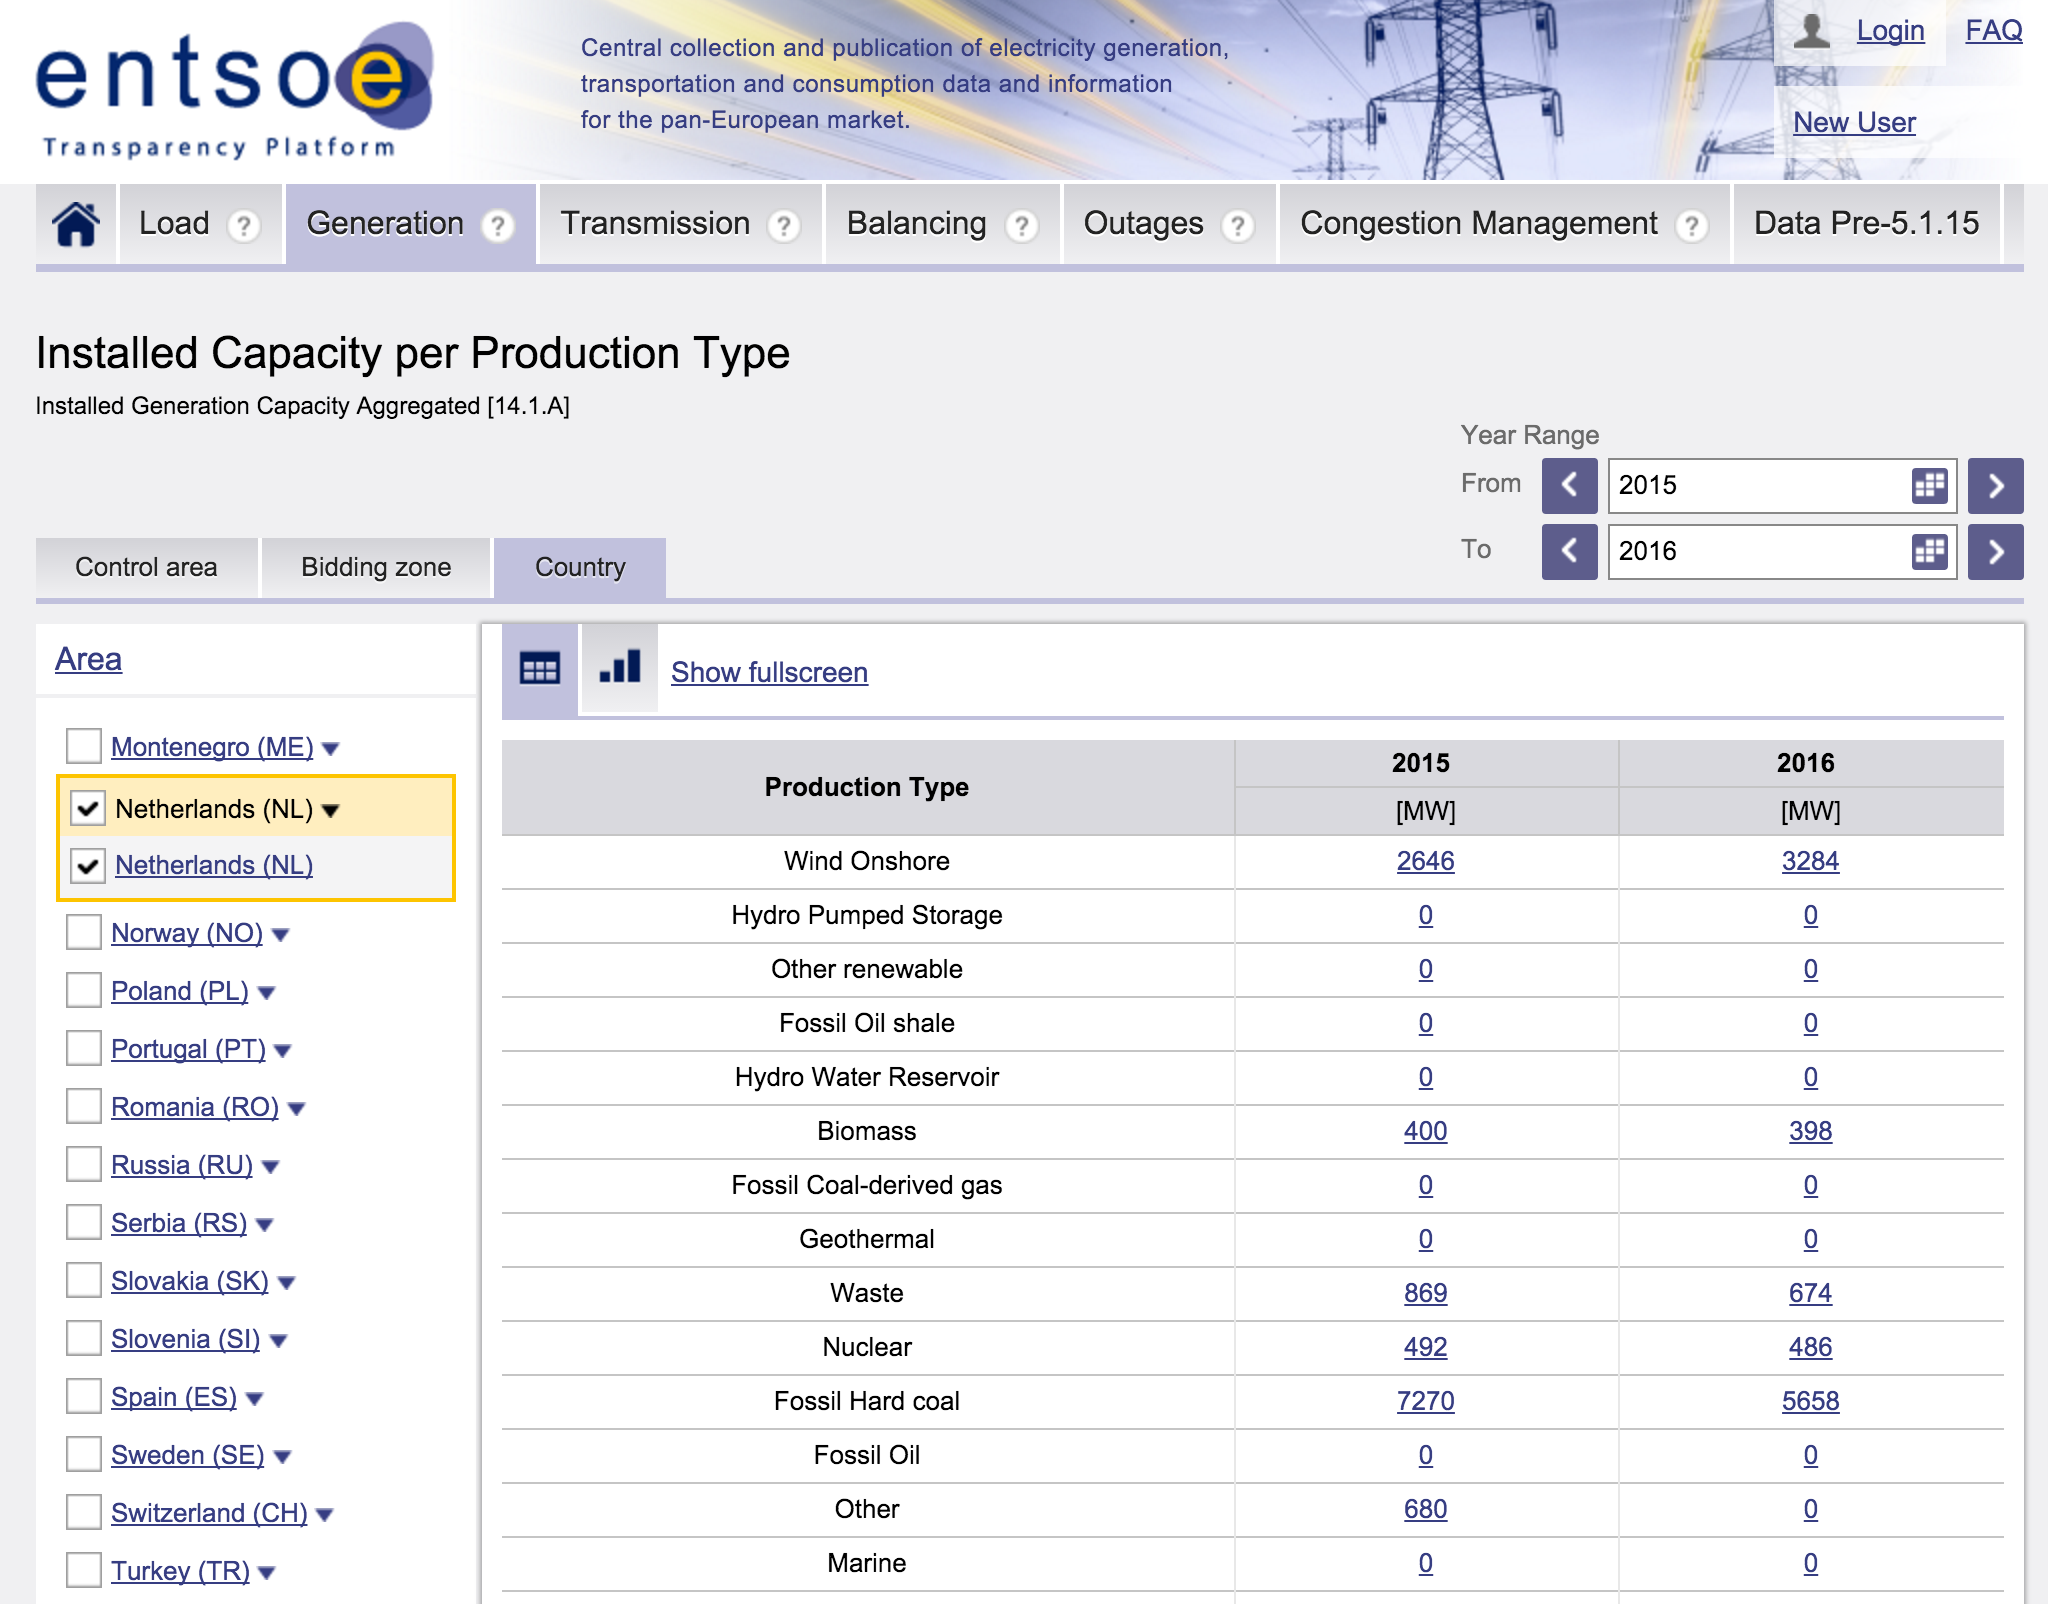 entsoe
Transparency Platform
Central collection and publication of electricity generation,
transportation and consumption data and information
for the pan-European market.
Login FAQ
New User
Load ? Generation ? Transmission ? Balancing ? Outages ? Congestion Management ? Data Pre-5.1.15
Installed Capacity per Production Type
Installed Generation Capacity Aggregated [14.1.A]
Year Range
From 2015
To 2016
Control area Bidding zone Country
Area
Montenegro (ME)
Netherlands (NL)
Netherlands (NL)
Norway (NO)
Poland (PL)
Portugal (PT)
Romania (RO)
Russia (RU)
Serbia (RS)
Slovakia (SK)
Slovenia (SI)
Spain (ES)
Sweden (SE)
Switzerland (CH)
Turkey (TR)
Show fullscreen
Production Type 2015 2016
[MW] [MW]
Wind Onshore 2646 3284
Hydro Pumped Storage 0 0
Other renewable 0 0
Fossil Oil shale 0 0
Hydro Water Reservoir 0 0
Biomass 400 398
Fossil Coal-derived gas 0 0
Geothermal 0 0
Waste 869 674
Nuclear 492 486
Fossil Hard coal 7270 5658
Fossil Oil 0 0
Other 680 0
Marine 0 0